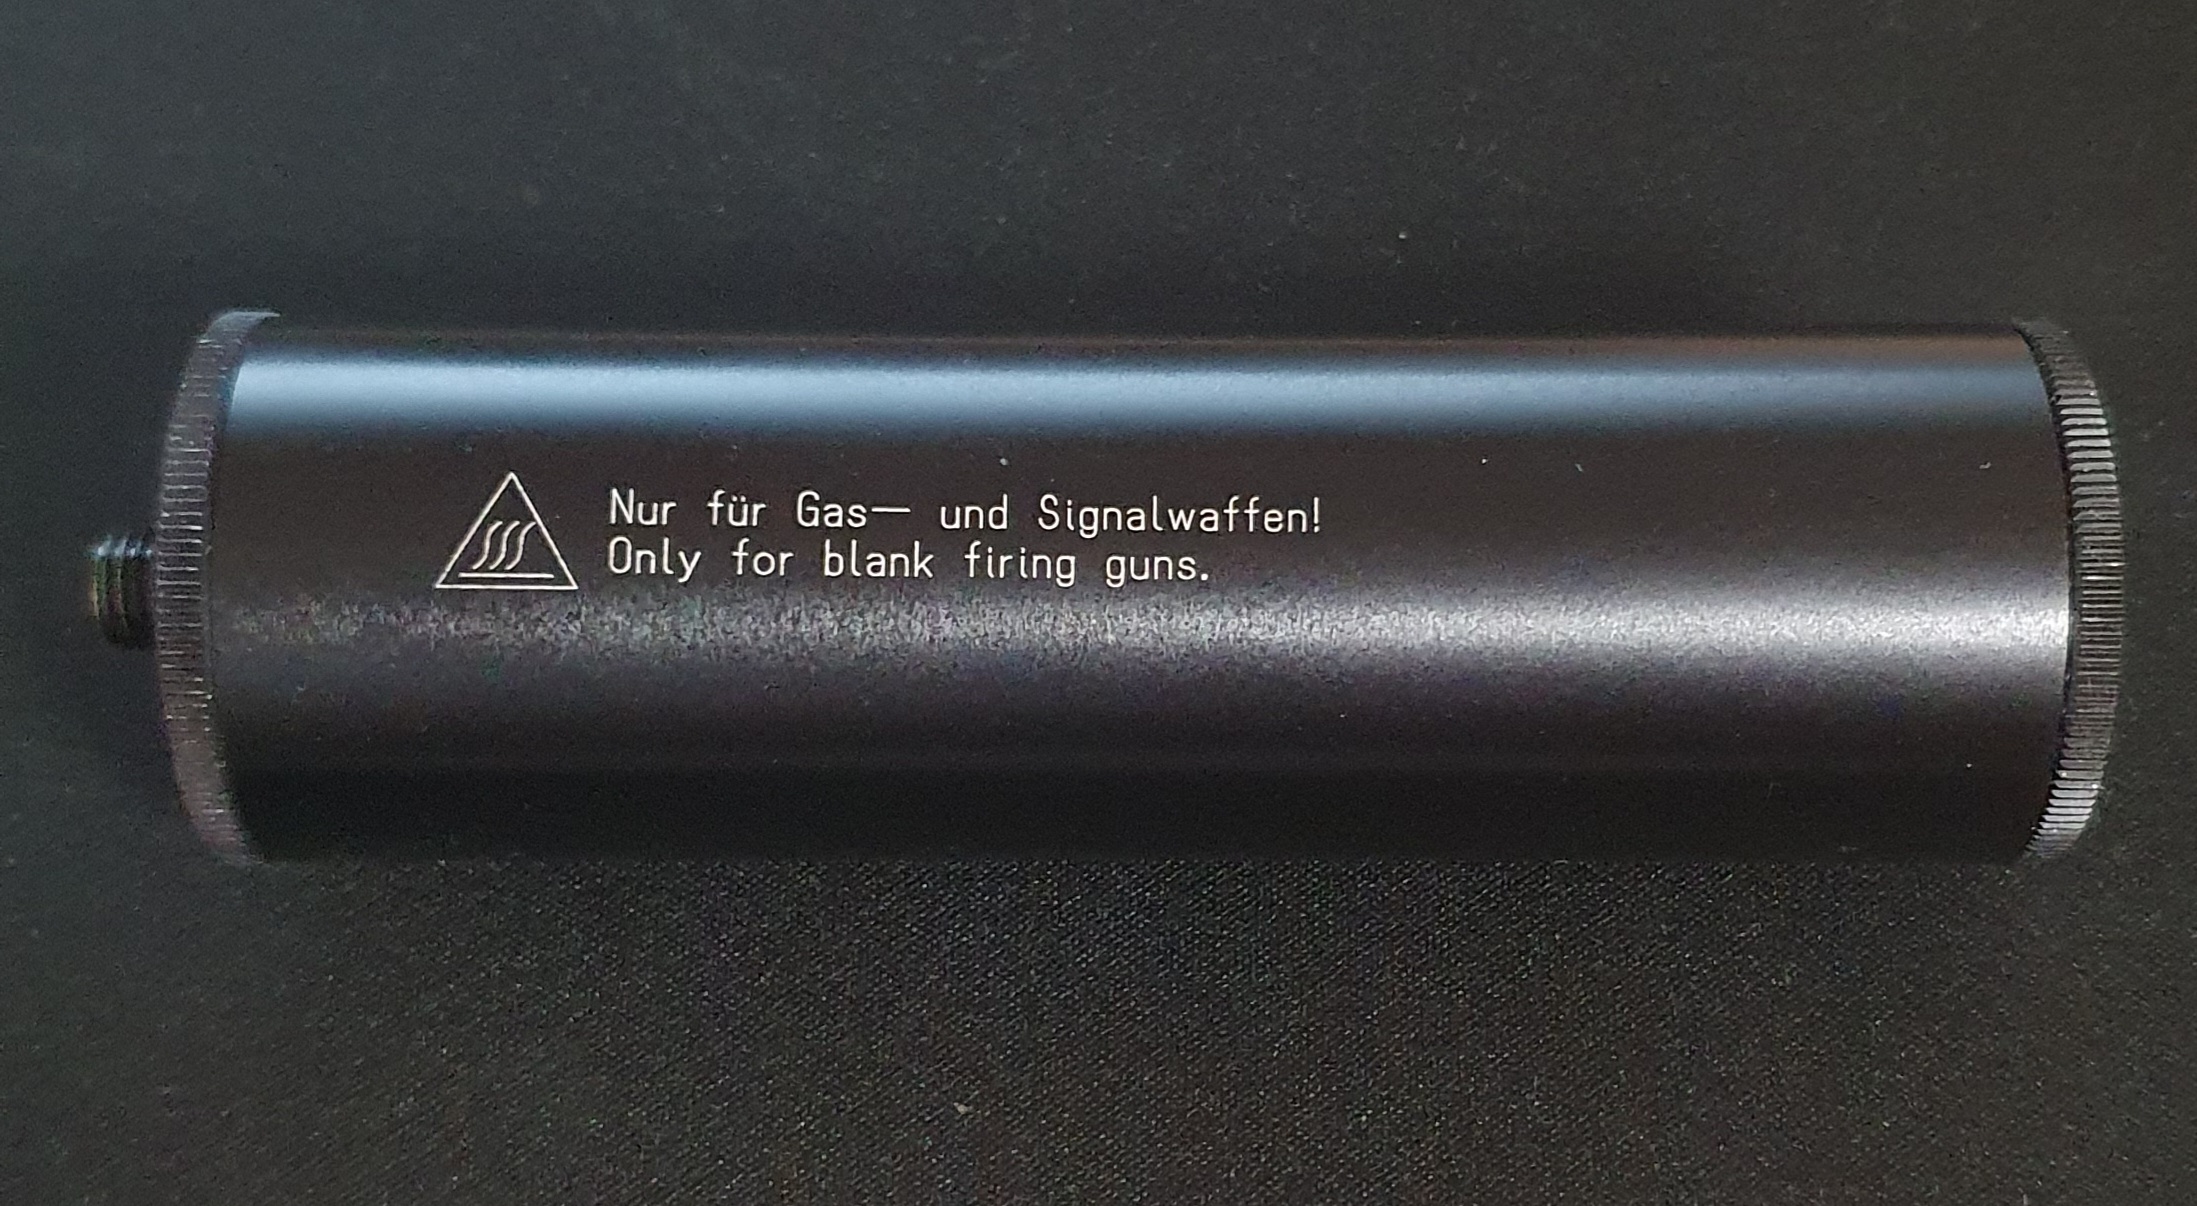 Nur für Gas— und Signalwaffen!
Only for blank firing guns.